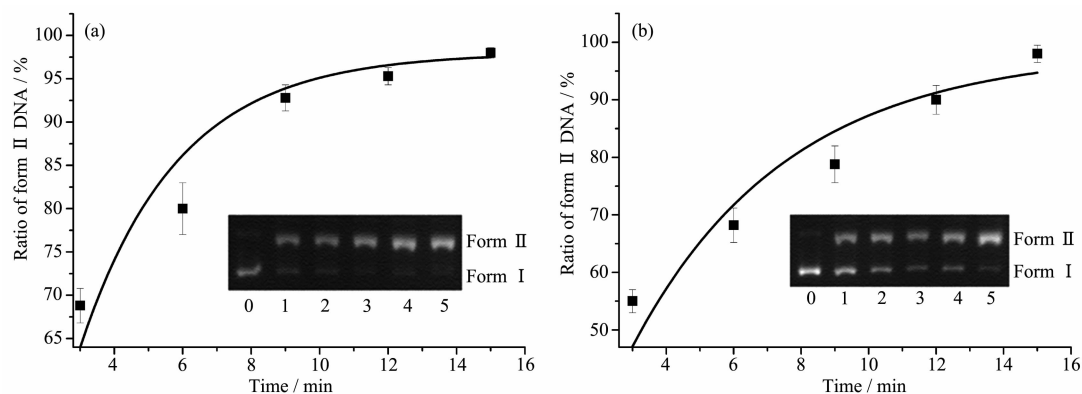 (a)
Ratio of form Ⅱ DNA / %
100
95
90
85
80
75
70
65
Form Ⅱ
Form Ⅰ
0 1 2 3 4 5
4 6 8 10 12 14 16
Time / min
(b)
Ratio of form Ⅱ DNA / %
100
90
80
70
60
50
Form Ⅱ
Form Ⅰ
0 1 2 3 4 5
4 6 8 10 12 14 16
Time / min